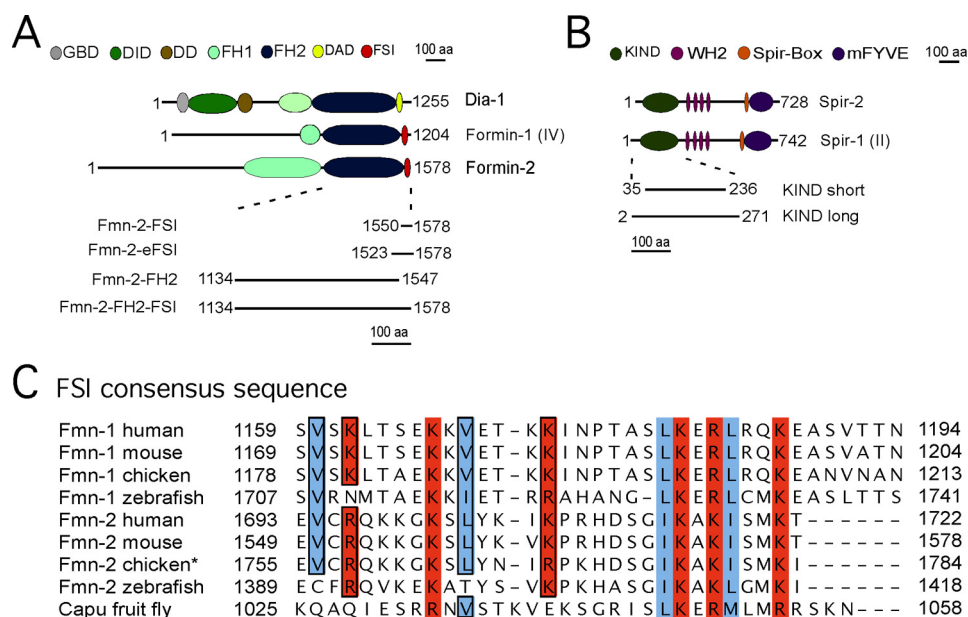 A
GBD DID DD FH1 FH2 DAD FSI 100 aa
1 1255 Dia-1
1 1204 Formin-1 (IV)
1 1578 Formin-2
Fmn-2-FSI 1550 1578
Fmn-2-eFSI 1523 1578
Fmn-2-FH2 1134 1547
Fmn-2-FH2-FSI 1134 1578
100 aa
B
KIND WH2 Spir-Box mFYVE 100 aa
1 728 Spir-2
1 742 Spir-1 (II)
35 236 KIND short
2 271 KIND long
100 aa
C FSI consensus sequence
Fmn-1 human 1159 SVSKLTSEKKVET-KKINPTASLKERLRQKEASVTTN 1194
Fmn-1 mouse 1169 SVSKLTSEKKVET-KKINPTASLKERLRQKEASVATN 1204
Fmn-1 chicken 1178 SVSKLTAEKKVET-KKINPTASLKERLRQKEANVNAN 1213
Fmn-1 zebrafish 1707 SVRNMTAEKKIET-RRAHANG-LKERLCMKEASLTTS 1741
Fmn-2 human 1693 EVCRQKKGKSLYK-IKPRHDSGIKAKISMKT------ 1722
Fmn-2 mouse 1549 EVCRQKKGKSLYK-VKPRHDSGIKAKISMKT------ 1578
Fmn-2 chicken* 1755 EVCRQKKGKSLYN-IRPKHDSGIKAKISMKI------ 1784
Fmn-2 zebrafish 1389 ECFRQVKEKATYS-VKPKHASGIKAKLGMKI------ 1418
Capu fruit fly 1025 KQAQIESRRNVSTKVEKSGRISLKERMLMRRSKN--- 1058